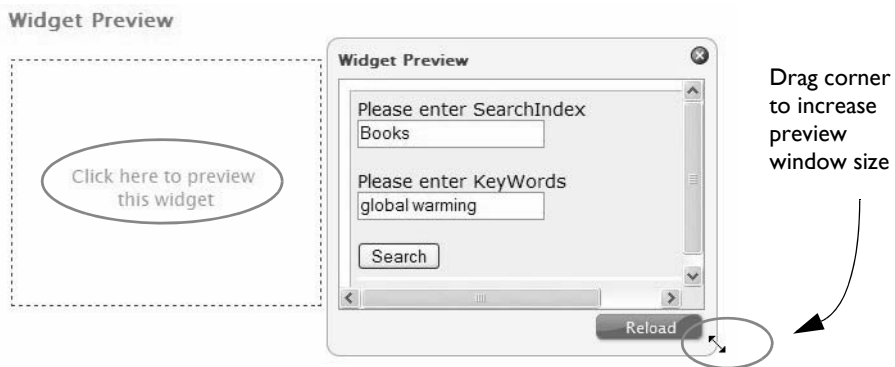 Widget Preview
Click here to preview
this widget
Widget Preview
Please enter SearchIndex
Books
Please enter KeyWords
global warming
Search
Reload
Drag corner
to increase
preview
window size